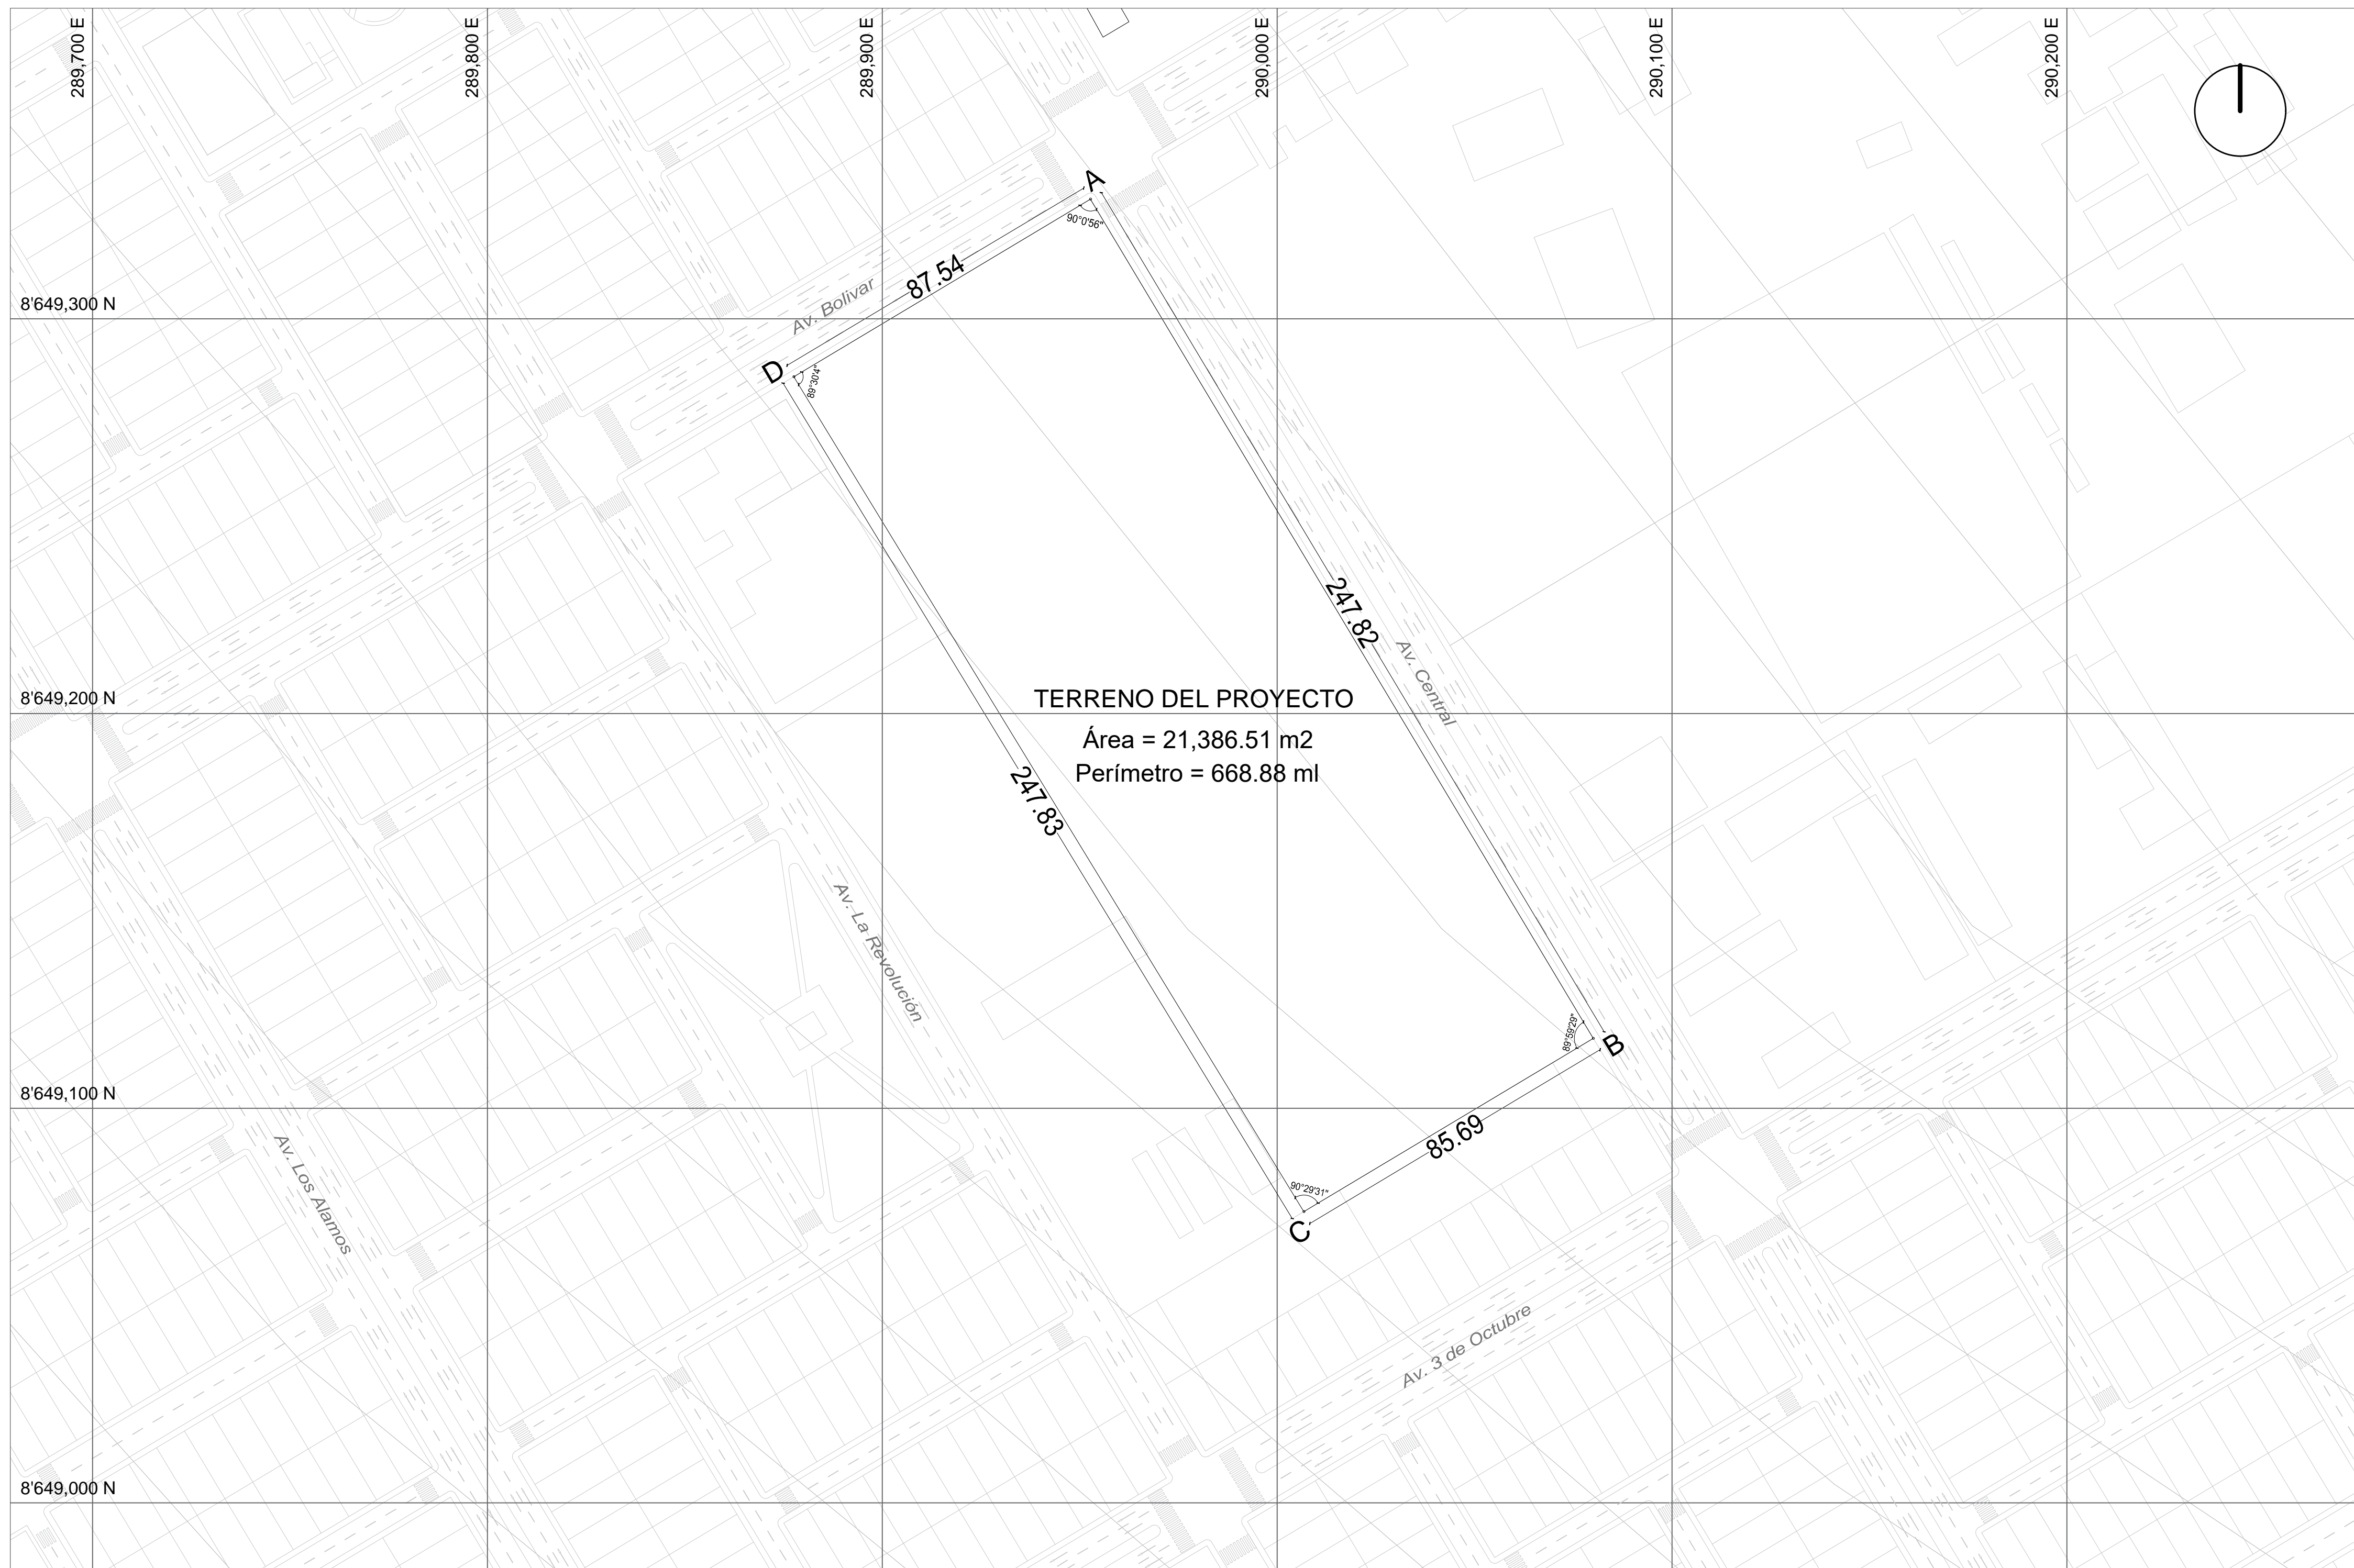 289,700 E
289,800 E
289,900 E
290,000 E
290,100 E
290,200 E
A
90°0'56"
87.54
Av. Bolivar
8'649,300 N
D
89°30'4"
247.82
Av. Central
8'649,200 N
TERRENO DEL PROYECTO
Área = 21,386.51 m2
Perímetro = 668.88 ml
247.83
Av. La Revolución
89°59'29"
B
8'649,100 N
85.69
Av. Los Alamos
90°29'31"
C
Av. 3 de Octubre
8'649,000 N